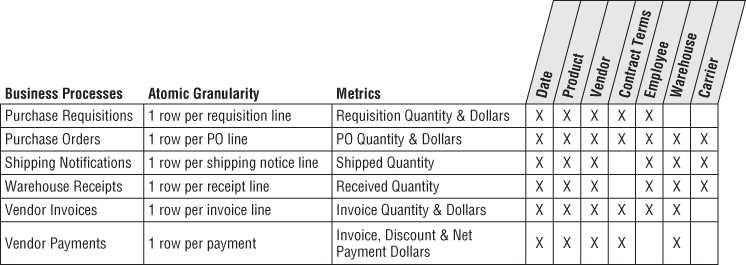 Business Processes Atomic Granularity Metrics Date Product Vendor Contract Terms Employee Warehouse Carrier
Purchase Requisitions 1 row per requisition line Requisition Quantity & Dollars X X X X X
Purchase Orders 1 row per PO line PO Quantity & Dollars X X X X X X X
Shipping Notifications 1 row per shipping notice line Shipped Quantity X X X X X X
Warehouse Receipts 1 row per receipt line Received Quantity X X X X X X
Vendor Invoices 1 row per invoice line Invoice Quantity & Dollars X X X X X X
Vendor Payments 1 row per payment Invoice, Discount & Net
Payment Dollars X X X X X